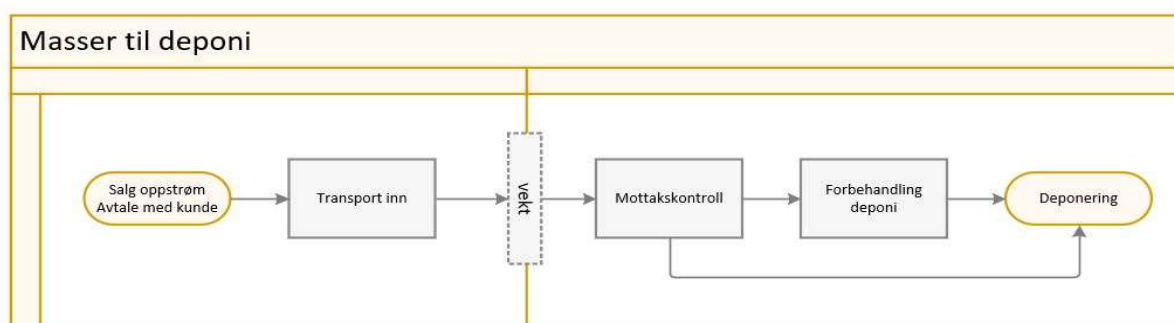 Masser til deponi
Salg oppstrøm
Avtale med kunde
Transport inn
vekt
Mottakskontroll
Forbehandling
deponi
Deponering